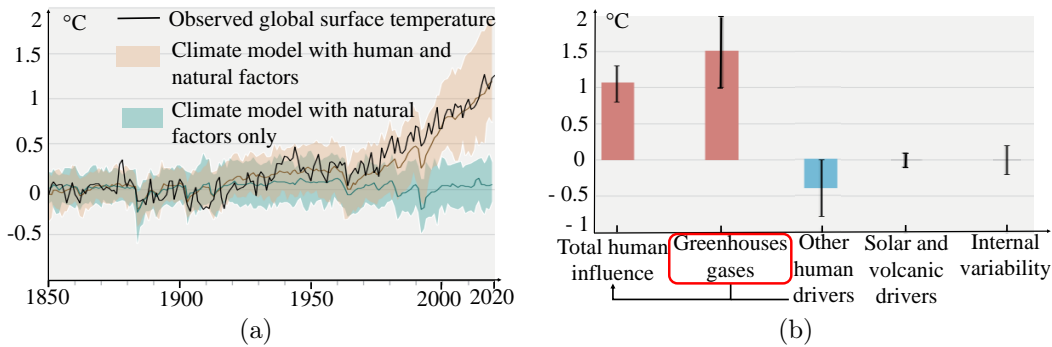 °C
Observed global surface temperature
Climate model with human and
natural factors
Climate model with natural
factors only
2
1
0.5
0
-0.5
1850
1900
1950
2000
2020
(a)
°C
2
1.5
1
0.5
0
- 0.5
- 1
Total human
influence
Greenhouses
gases
Other
human
drivers
Solar and
volcanic
drivers
Internal
variability
(b)